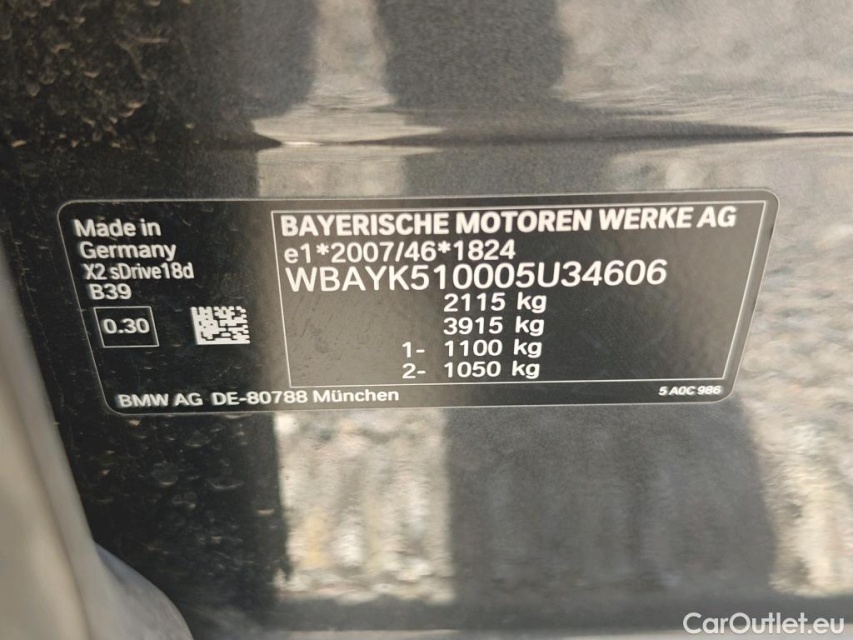 Made in
Germany
X2 sDrive18d
B39
0.30
BAYERISCHE MOTOREN WERKE AG
e1*2007/46*1824
WBAYK510005U34606
2115 kg
3915 kg
1- 1100 kg
2- 1050 kg
BMW AG DE-80788 München
5 A0C 986
CarOutlet.eu